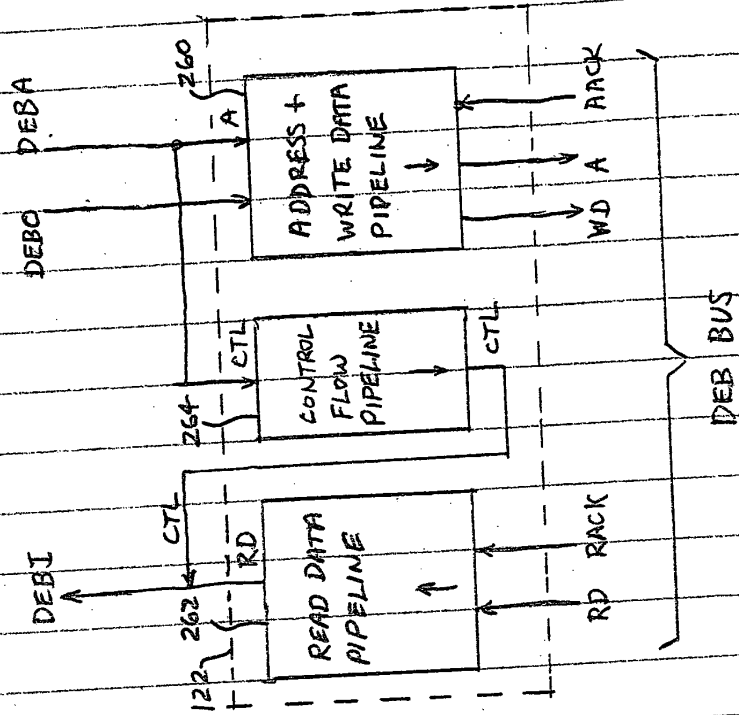 DEBI
DEBO
DEBA
122
262
CTL
RD
264
CTL
260
A
READ DATA
PIPELINE
CONTROL
FLOW
PIPELINE
CTL
ADDRESS +
WRITE DATA
PIPELINE
RD
RACK
WD
A
AACK
DEB BUS